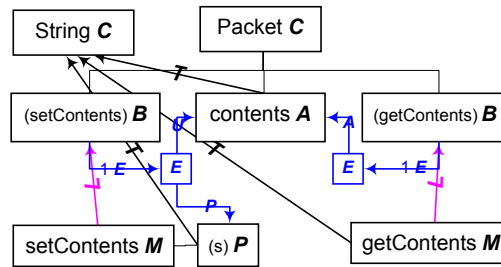 String C
Packet C
T
(setContents) B
contents A
(getContents) B
U
A
1 E
E
E
1 E
T
T
L
L
P
setContents M
(s) P
getContents M